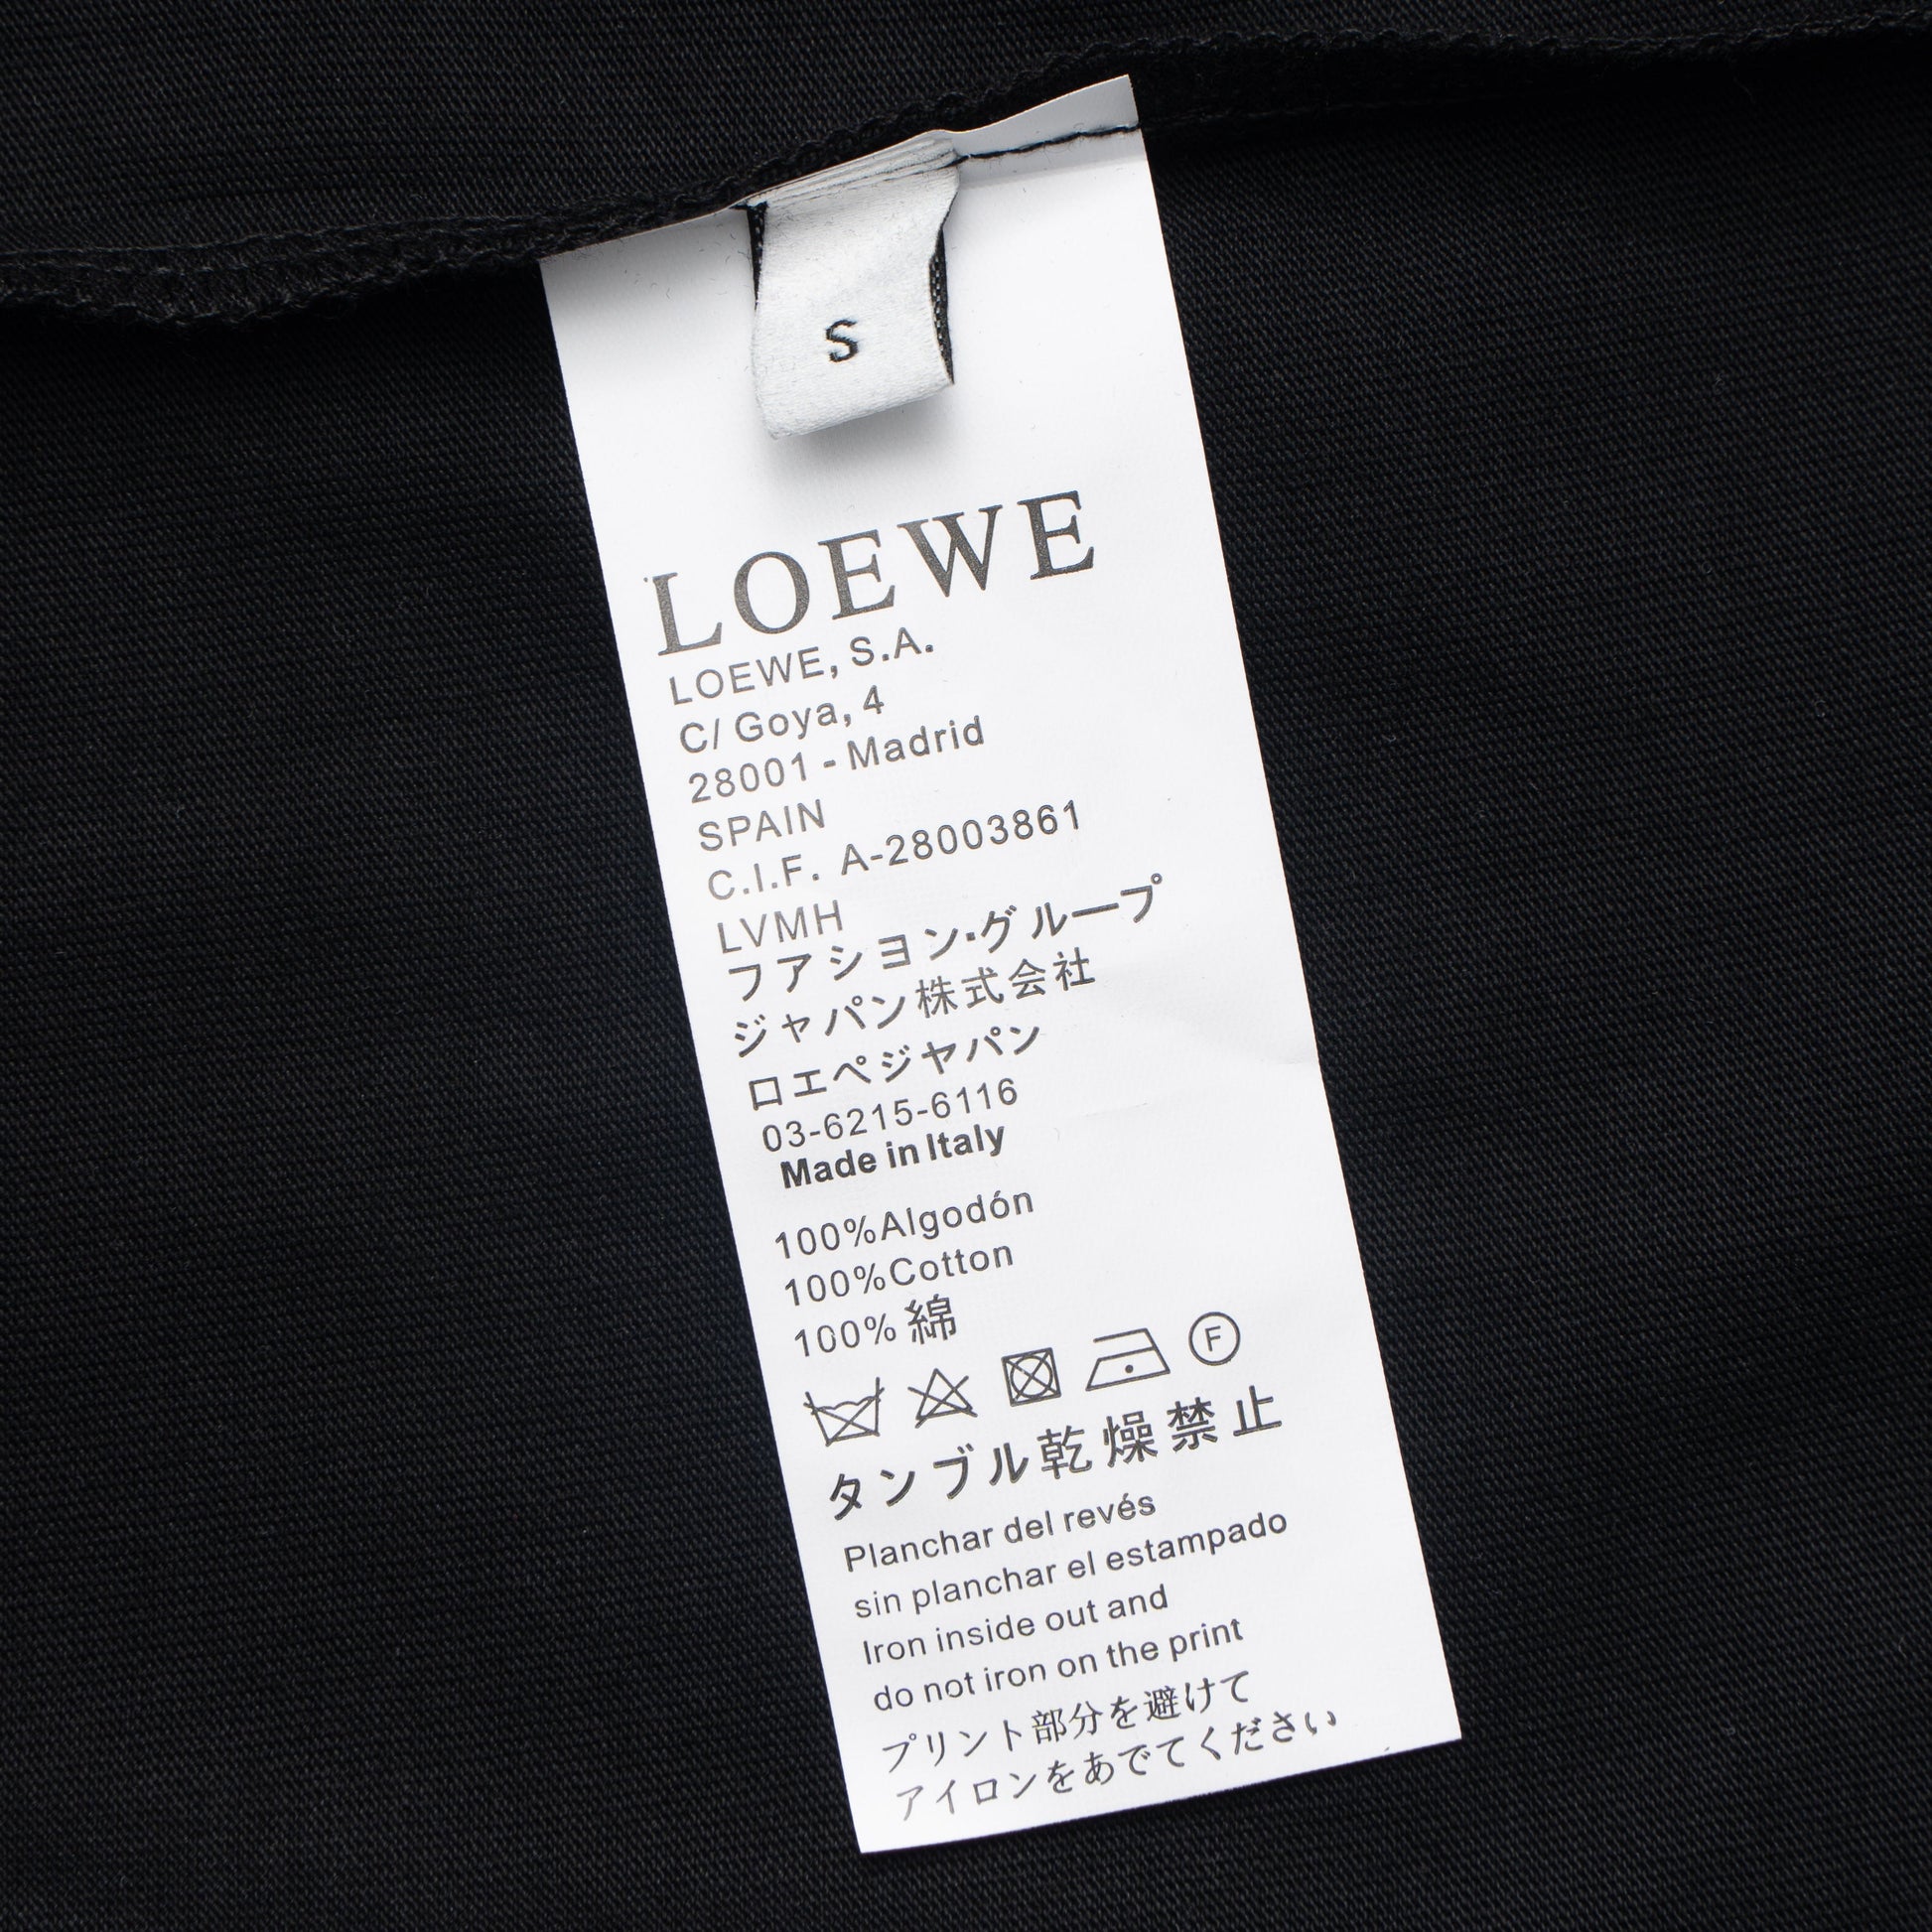 S
LOEWE
LOEWE, S.A.
C/ Goya, 4
28001 - Madrid
SPAIN
C.I.F. A-28003861
LVMH
フアシヨン·グループ
ジャパン株式会社
ロエペジヤパン
03-6215-6116
Made in Italy
100%Algodón
100%Cotton
100%綿
F
タンブル乾燥禁止
Planchar del revés
sin planchar el estampado
Iron inside out and
do not iron on the print
プリント部分を避けて
アイロンをあでてください